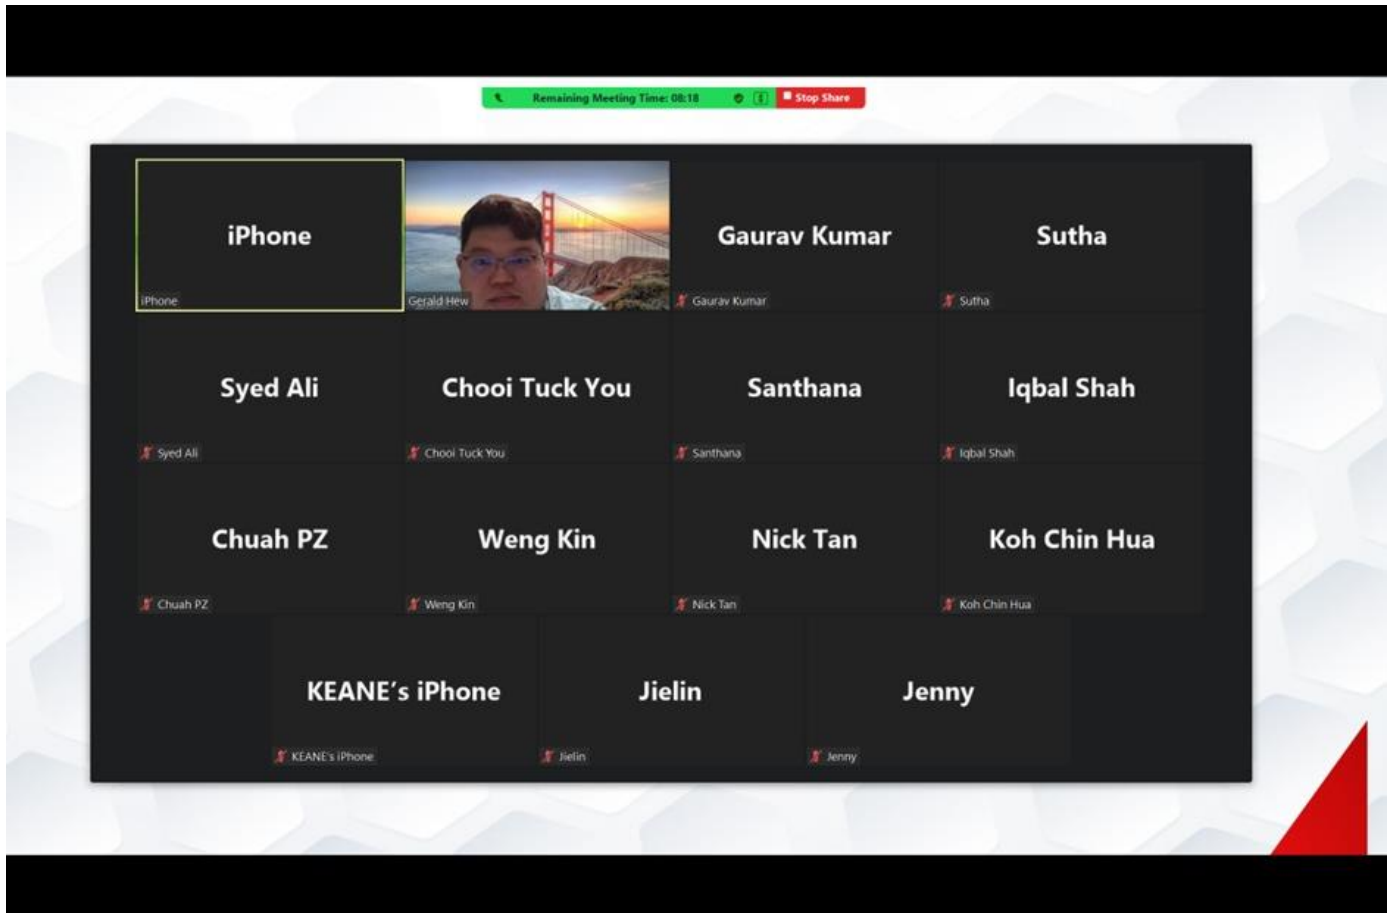 Remaining Meeting Time: 08:18
Stop Share
iPhone
iPhone
Gerald Hew
Gaurav Kumar
Gaurav Kumar
Sutha
Sutha
Syed Ali
Syed Ali
Chooi Tuck You
Chooi Tuck You
Santhana
Santhana
Iqbal Shah
Iqbal Shah
Chuah PZ
Chuah PZ
Weng Kin
Weng Kin
Nick Tan
Nick Tan
Koh Chin Hua
Koh Chin Hua
KEANE's iPhone
KEANE's iPhone
Jielin
Jielin
Jenny
Jenny